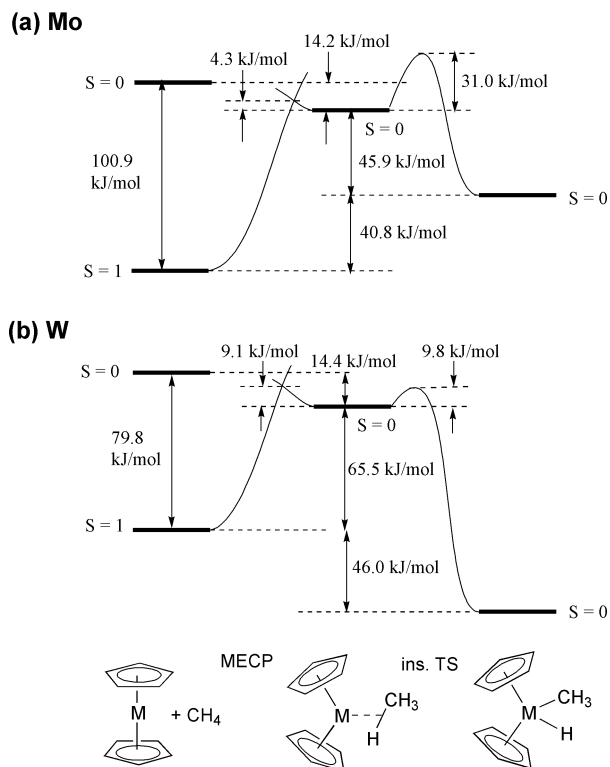 (a) Mo
14.2 kJ/mol
4.3 kJ/mol
S = 0
31.0 kJ/mol
S = 0
100.9
kJ/mol
45.9 kJ/mol
S = 0
40.8 kJ/mol
S = 1
(b) W
9.1 kJ/mol
14.4 kJ/mol
9.8 kJ/mol
S = 0
S = 0
79.8
kJ/mol
65.5 kJ/mol
S = 1
46.0 kJ/mol
S = 0
MECP
ins. TS
M + CH4
M CH3
H
M CH3
H